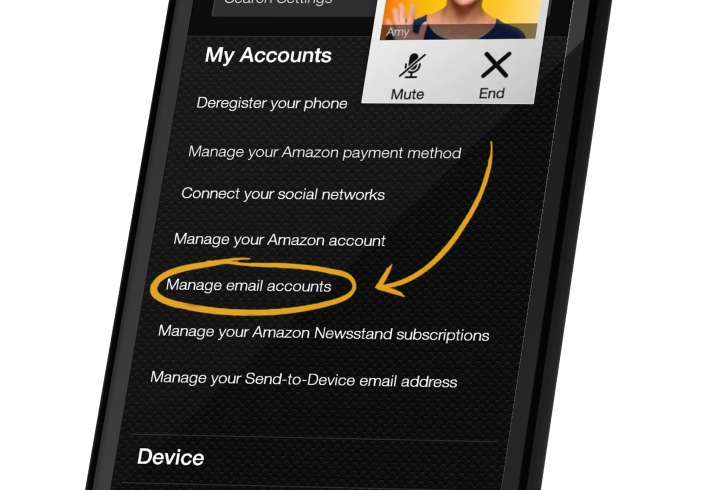 Search Settings
Amy
Mute
End
My Accounts
Deregister your phone
Manage your Amazon payment method
Connect your social networks
Manage your Amazon account
Manage email accounts
Manage your Amazon Newsstand subscriptions
Manage your Send-to-Device email address
Device